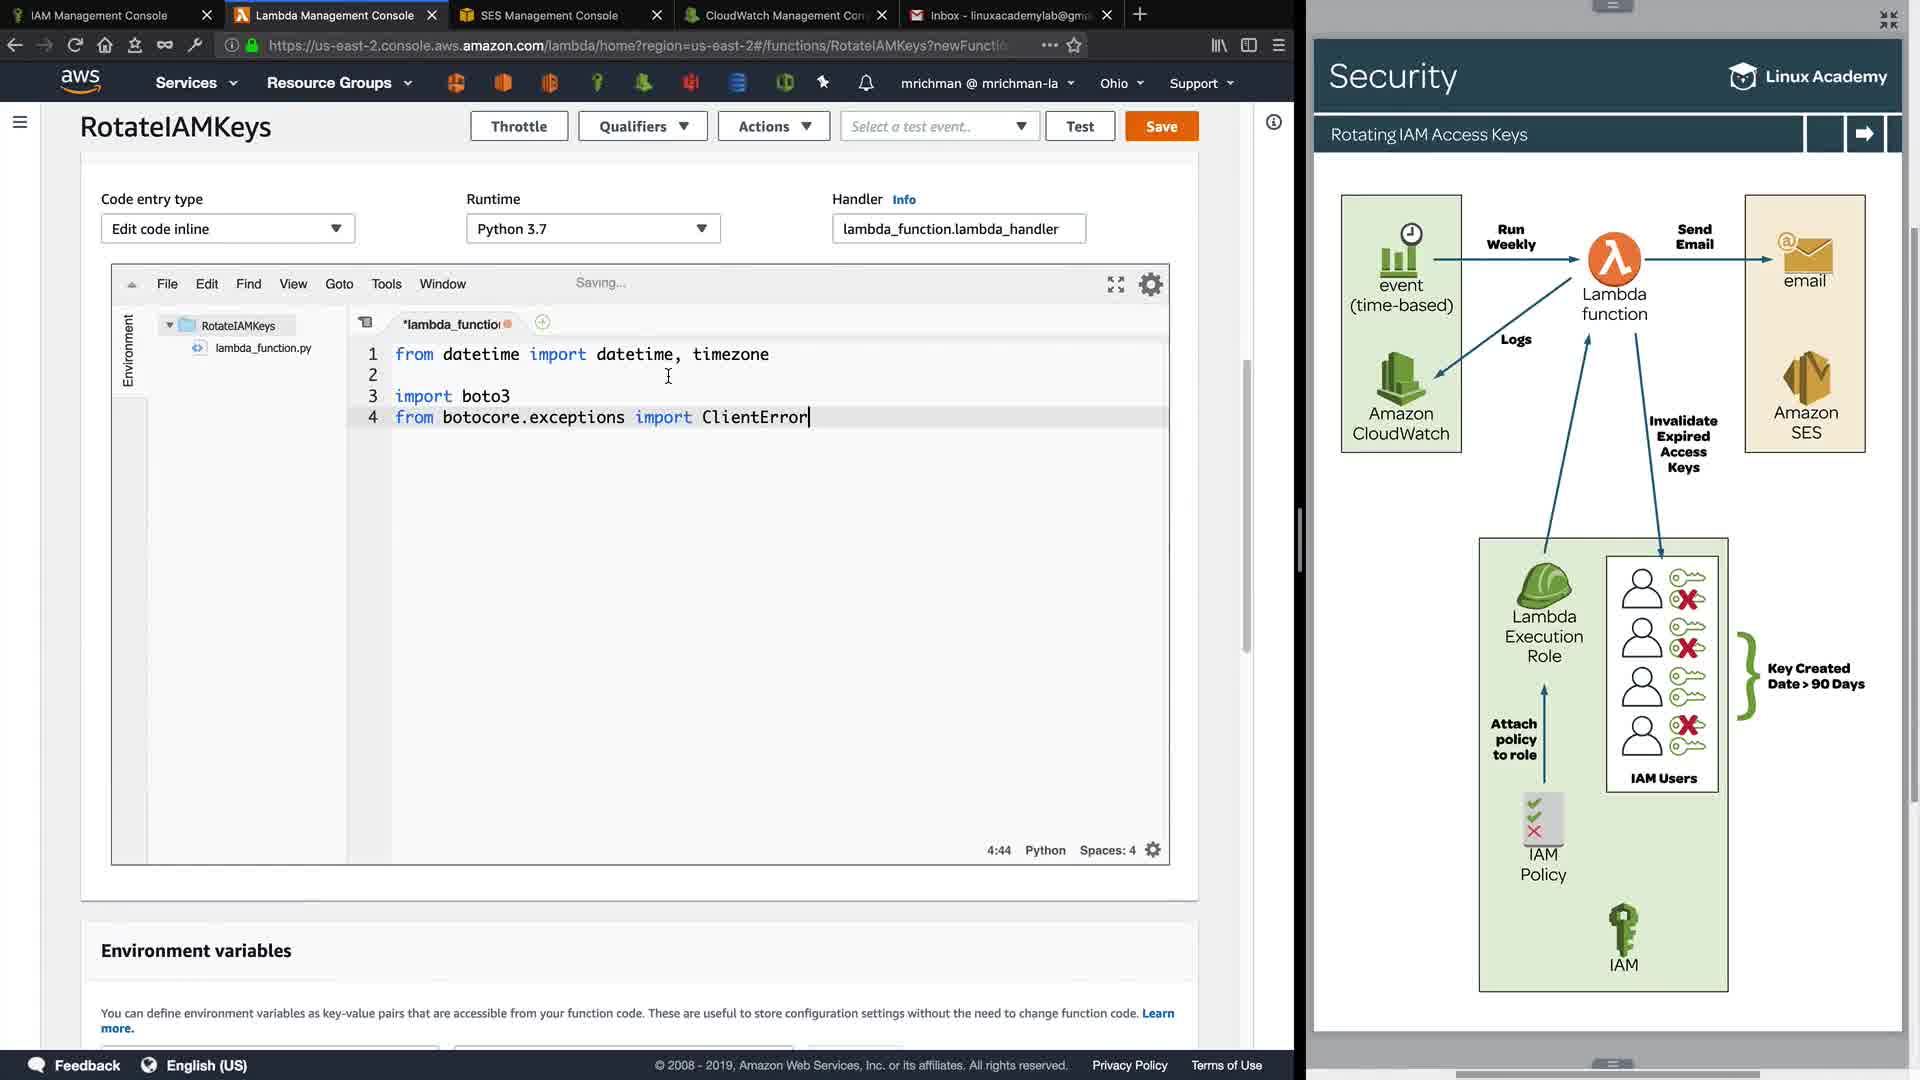 IAM Management Console
Lambda Management Console
SES Management Console
CloudWatch Management Con
Inbox - linuxacademylab@gma
https://us-east-2.console.aws.amazon.com/lambda/home?region=us-east-2#/functions/RotateIAMKeys?newFuncti
aws
Services
Resource Groups
mrichman @ mrichman-la
Ohio
Support
RotateIAMKeys
Throttle
Qualifiers
Actions
Select a test event..
Test
Save
Code entry type
Edit code inline
Runtime
Python 3.7
Handler Info
lambda_function.lambda_handler
File Edit Find View Goto Tools Window
Saving...
Environment
RotateIAMKeys
lambda_function.py
*lambda_function
1 from datetime import datetime, timezone
2
3 import boto3
4 from botocore.exceptions import ClientError
4:44 Python Spaces: 4
Environment variables
You can define environment variables as key-value pairs that are accessible from your function code. These are useful to store configuration settings without the need to change function code. Learn
more.
Feedback
English (US)
© 2008 - 2019, Amazon Web Services, Inc. or its affiliates. All rights reserved.
Privacy Policy
Terms of Use
Security
Linux Academy
Rotating IAM Access Keys
event
(time-based)
Run
Weekly
Lambda
function
Send
Email
@
email
Logs
Amazon
CloudWatch
Amazon
SES
Invalidate
Expired
Access
Keys
Lambda
Execution
Role
Attach
policy
to role
IAM
Policy
IAM Users
Key Created
Date > 90 Days
IAM